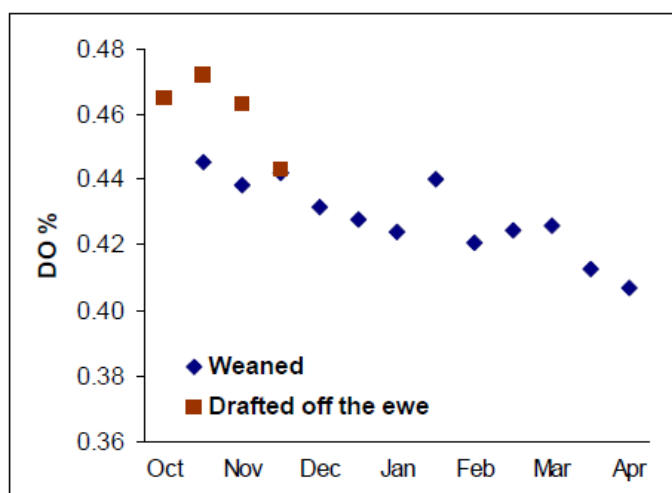 0.48
0.46
0.44
0.42
0.40
0.38
0.36
DO %
Weaned
Drafted off the ewe
Oct Nov Dec Jan Feb Mar Apr